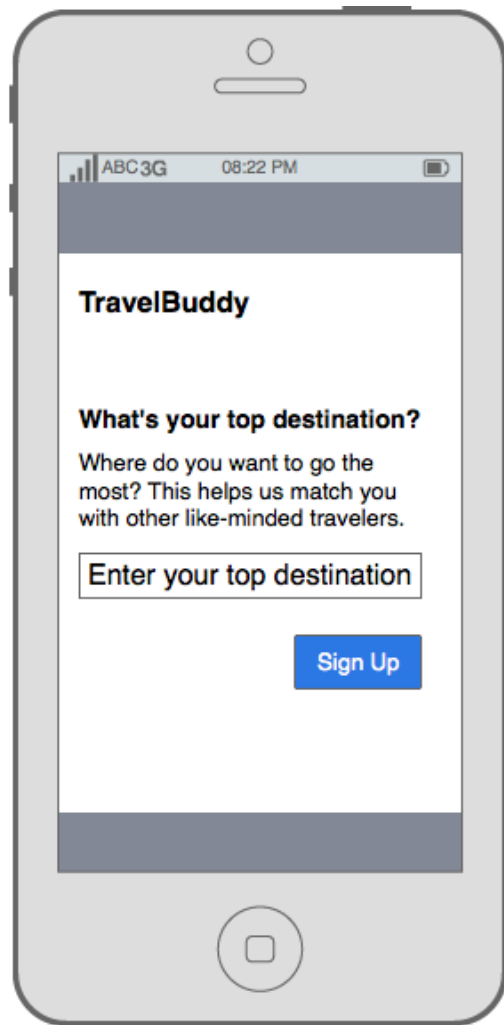 ABC 3G 08:22 PM
TravelBuddy
What's your top destination?
Where do you want to go the
most? This helps us match you
with other like-minded travelers.
Enter your top destination
Sign Up